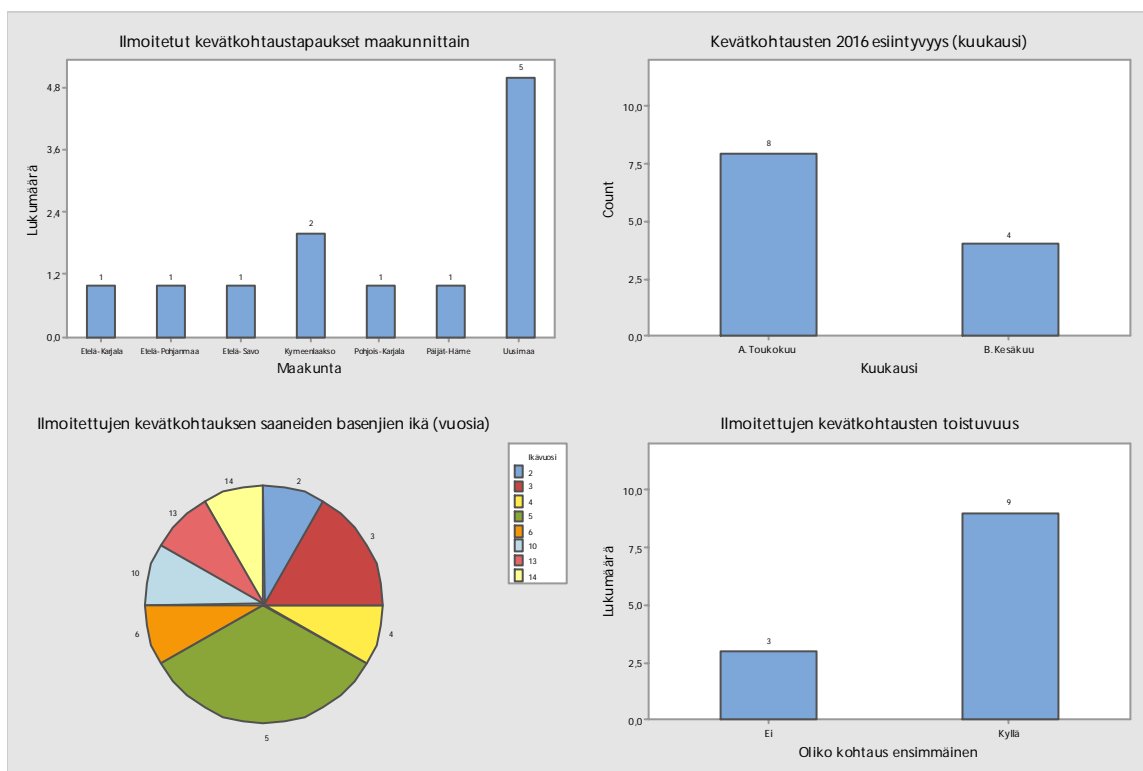 Ilmoitetut kevätkohtaustapaukset maakunnittain
Lukumäärä
4,8
3,6
2,4
1,2
0,0
1
1
1
2
1
1
5
Etelä-Karjala
Etelä-Pohjanmaa
Etelä-Savo
Kymeenlaakso
Pohjois-Karjala
Päijät-Häme
Uusimaa
Maakunta
Kevätkohtausten 2016 esiintyvyys (kuukausi)
Count
10,0
7,5
5,0
2,5
0,0
8
4
A. Toukokuu
B. Kesäkuu
Kuukausi
Ilmoitettujen kevätkohtauksen saaneiden basenjien ikä (vuosia)
14
2
13
3
10
6
4
5
Ikävuosi
2
3
4
5
6
10
13
14
Ilmoitettujen kevätkohtausten toistuvuus
Lukumäärä
10,0
7,5
5,0
2,5
0,0
3
9
Ei
Kyllä
Oliko kohtaus ensimmäinen